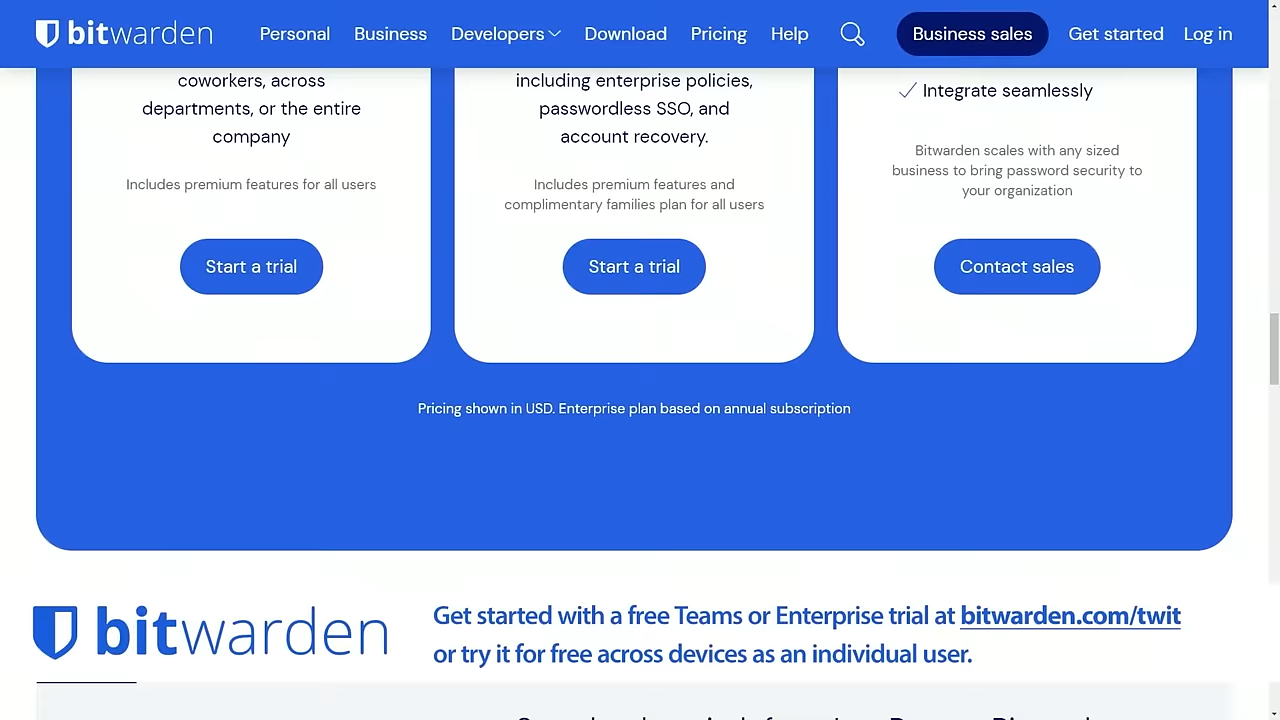 bitwarden
Personal
Business
Developers
Download
Pricing
Help
Business sales
Get started
Log in
coworkers, across
departments, or the entire
company
Includes premium features for all users
Start a trial
including enterprise policies,
passwordless SSO, and
account recovery.
Includes premium features and
complimentary families plan for all users
Start a trial
Integrate seamlessly
Bitwarden scales with any sized
business to bring password security to
your organization
Contact sales
Pricing shown in USD. Enterprise plan based on annual subscription
bitwarden
Get started with a free Teams or Enterprise trial at bitwarden.com/twit
or try it for free across devices as an individual user.